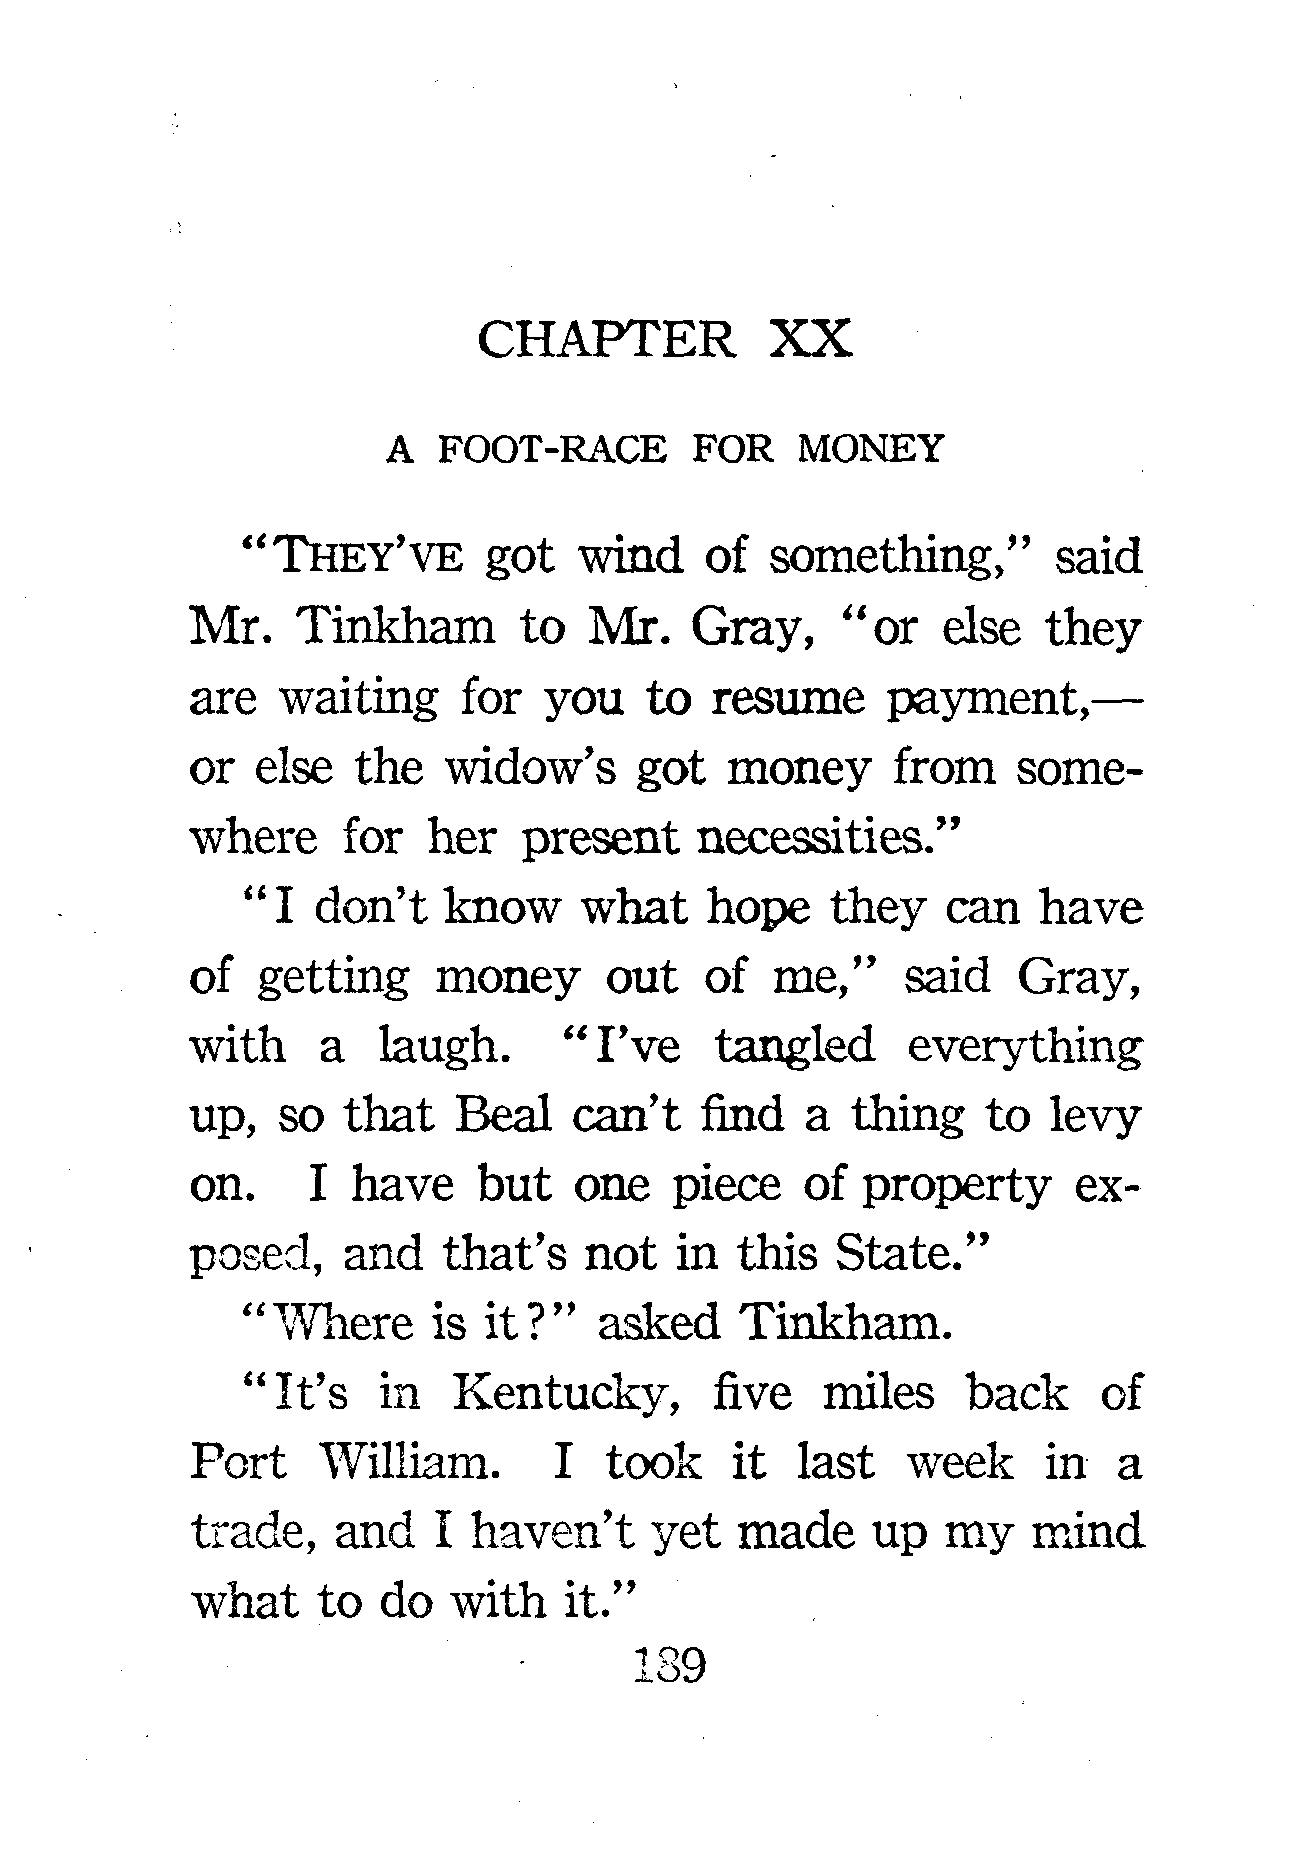 CHAPTER XX
A FOOT-RACE FOR MONEY
“THEY’VE got wind of something,” said
Mr. Tinkham to Mr. Gray, “or else they
are waiting for you to resume payment,—
or else the widow’s got money from some-
where for her present necessities.”
“I don’t know what hope they can have
of getting money out of me,” said Gray,
with a laugh. “I’ve tangled everything
up, so that Beal can’t find a thing to levy
on. I have but one piece of property ex-
posed, and that’s not in this State.”
“Where is it?” asked Tinkham.
“It’s in Kentucky, five miles back of
Port William. I took it last week in a
trade, and I haven’t yet made up my mind
what to do with it.”
189